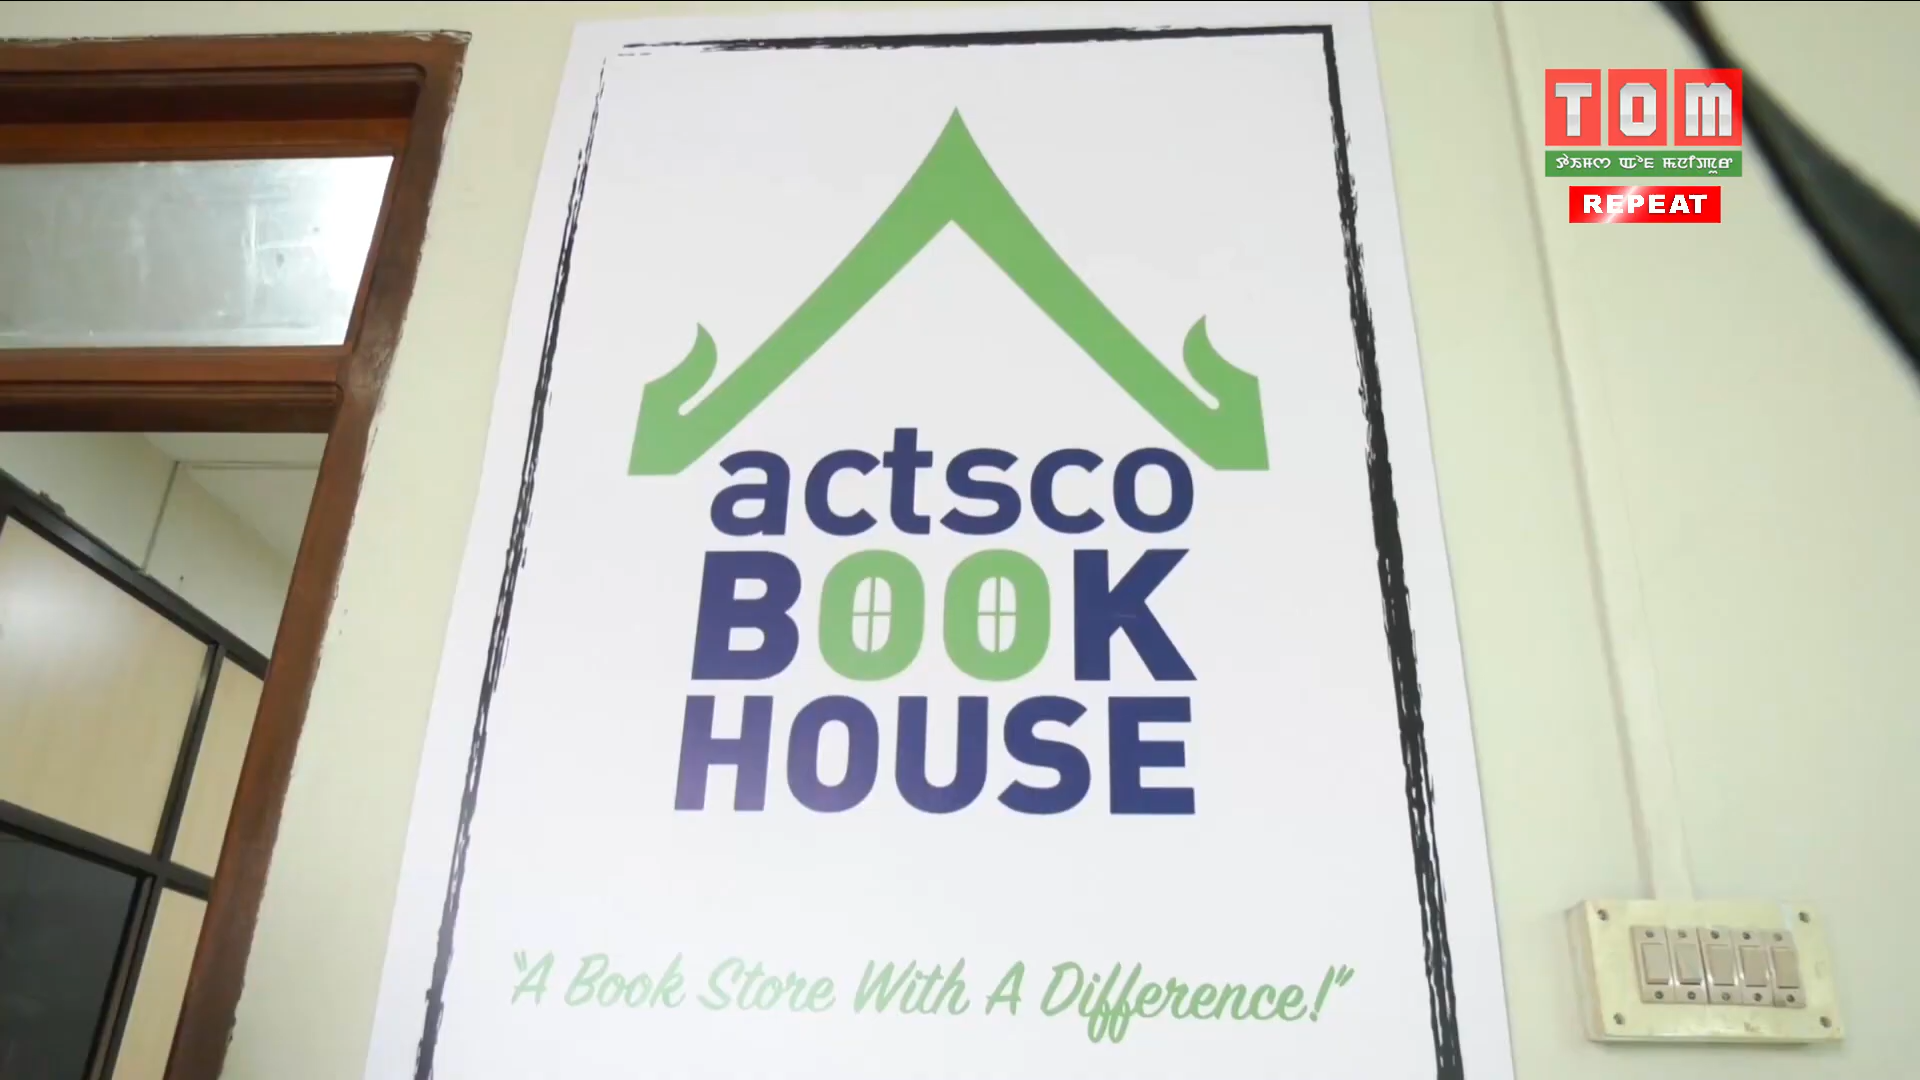 TOM
REPEAT
actsco
BOOK
HOUSE
"A Book Store With A Difference!"